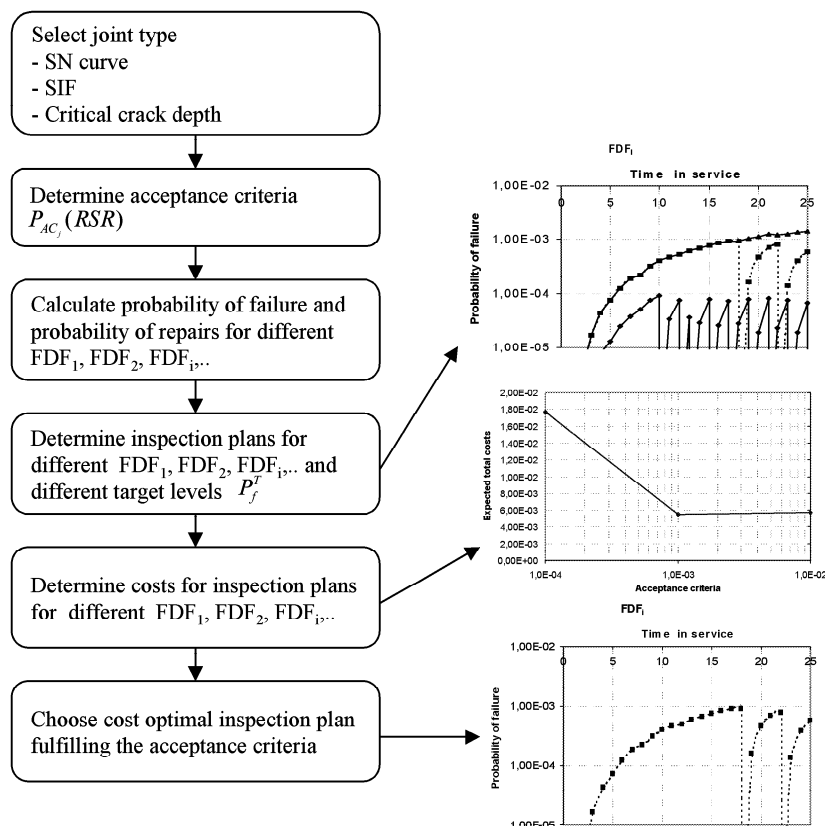 Select joint type
- SN curve
- SIF
- Critical crack depth
Determine acceptance criteria
P_{AC_j}(RSR)
Calculate probability of failure and
probability of repairs for different
FDF₁, FDF₂, FDFᵢ,..
Determine inspection plans for
different FDF₁, FDF₂, FDFᵢ,.. and
different target levels P_f^T
Determine costs for inspection plans
for different FDF₁, FDF₂, FDFᵢ,..
Choose cost optimal inspection plan
fulfilling the acceptance criteria
FDFᵢ
Time in service
1,00E-02
0 5 10 15 20 25
1,00E-03
1,00E-04
1,00E-05
Probability of failure
2,00E-02
1,80E-02
1,60E-02
1,40E-02
1,20E-02
1,00E-02
8,00E-03
6,00E-03
4,00E-03
2,00E-03
0,00E+00
Expected total costs
1,0E-04 1,0E-03 1,0E-02
Acceptance criteria
FDFᵢ
Time in service
1,00E-02
0 5 10 15 20 25
1,00E-03
1,00E-04
1,00E-05
Probability of failure